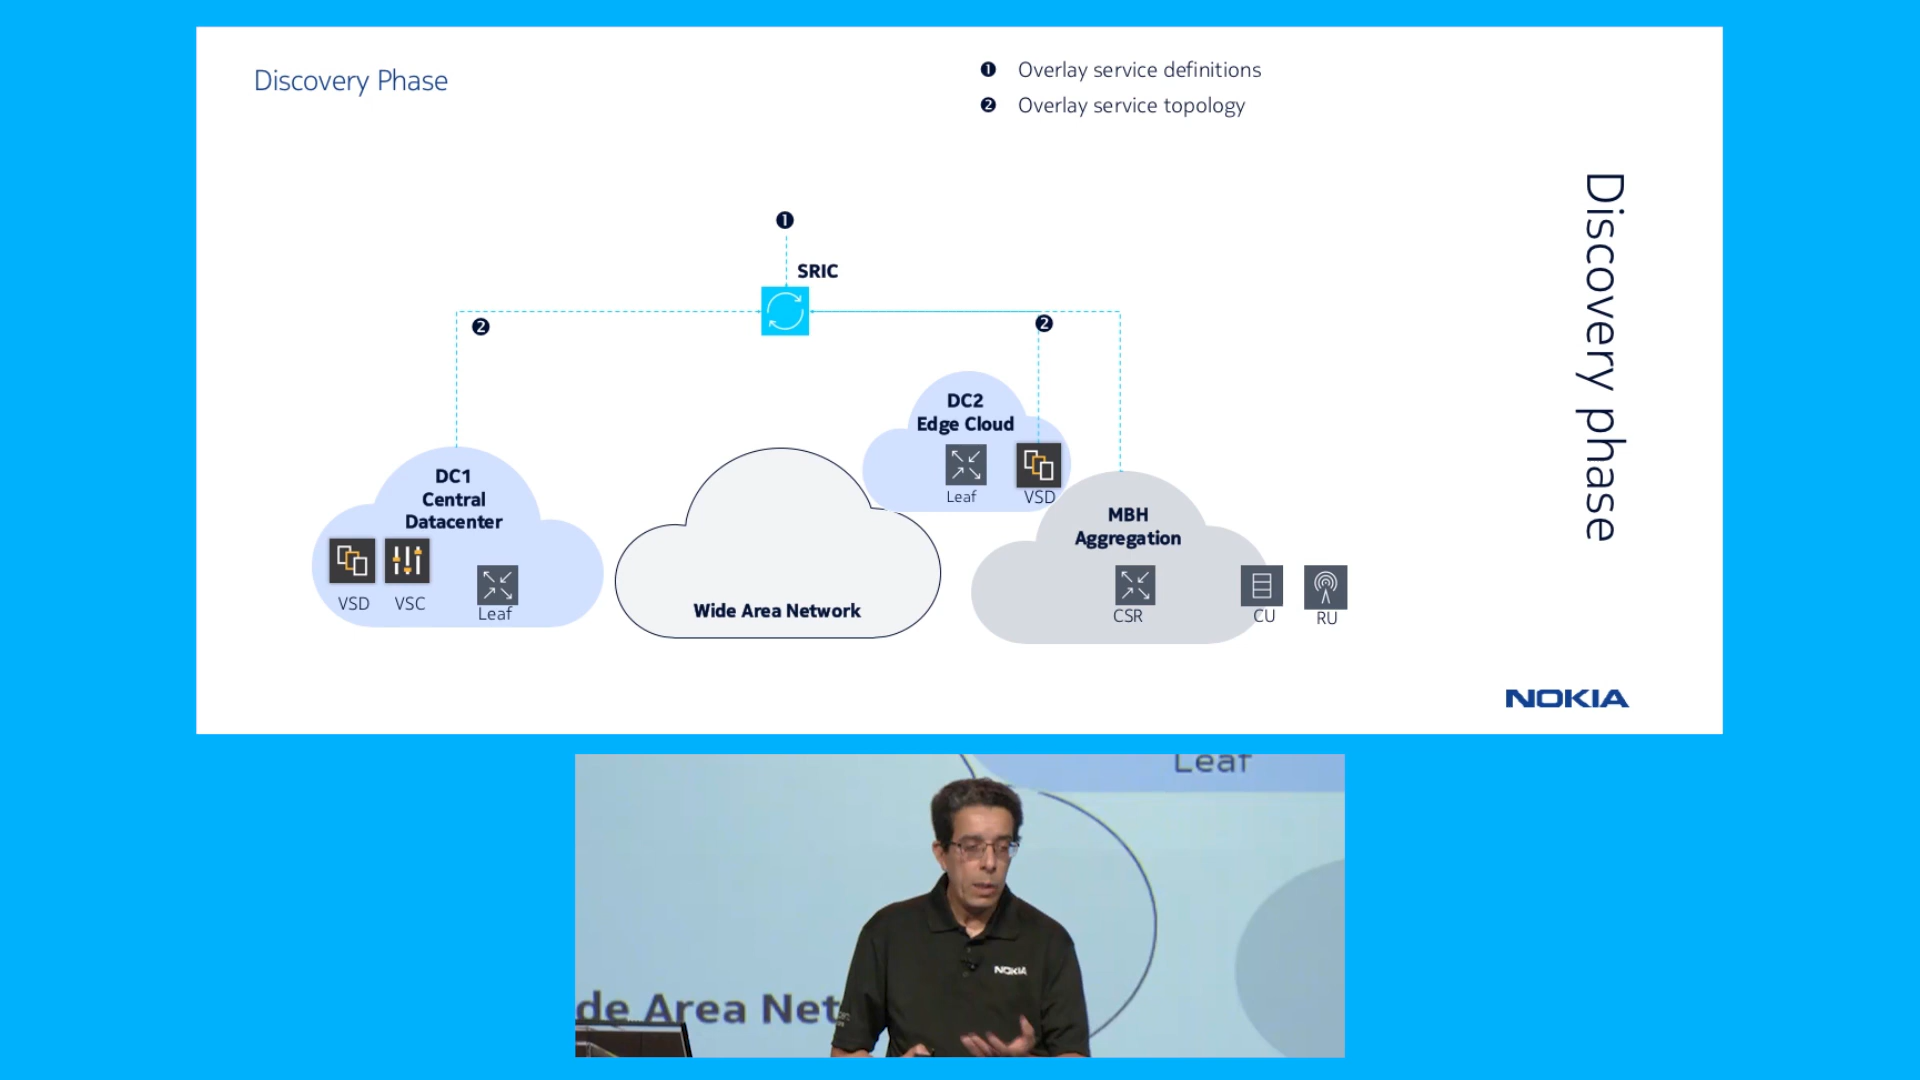 Discovery Phase
❶ Overlay service definitions
❷ Overlay service topology
❶
SRIC
❷
❷
DC2
Edge Cloud
Leaf
VSD
DC1
Central
Datacenter
VSD
VSC
Leaf
Wide Area Network
MBH
Aggregation
CSR
CU
RU
Discovery phase
NOKIA
Leaf
de Area Net
NOKIA